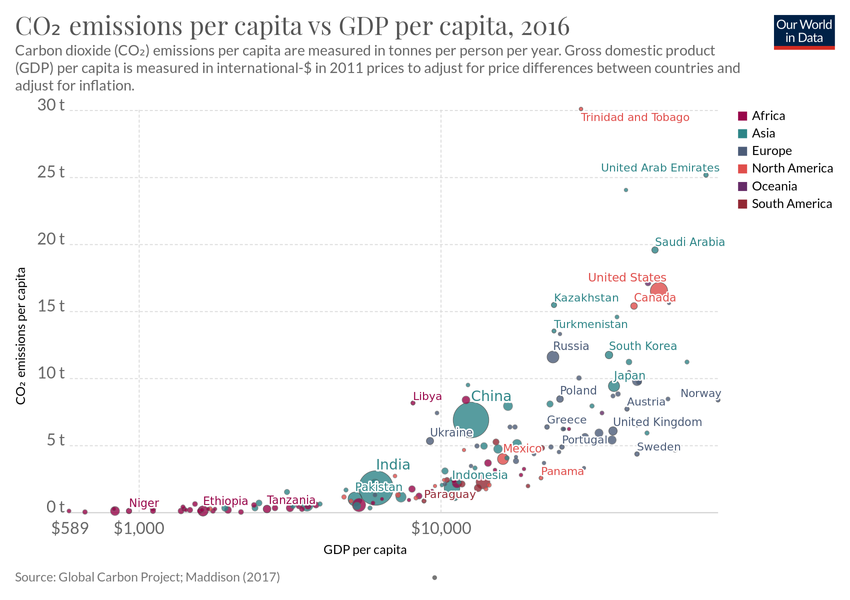 CO₂ emissions per capita vs GDP per capita, 2016
Carbon dioxide (CO₂) emissions per capita are measured in tonnes per person per year. Gross domestic product
(GDP) per capita is measured in international-$ in 2011 prices to adjust for price differences between countries and
adjust for inflation.
Our World
in Data
30 t
Trinidad and Tobago
Africa
Asia
Europe
North America
Oceania
South America
25 t
United Arab Emirates
20 t
Saudi Arabia
United States
Canada
15 t
Kazakhstan
Turkmenistan
Russia
South Korea
10 t
Japan
Libya
China
Poland
Austria
Norway
Ukraine
Greece
United Kingdom
5 t
Mexico
Portugal
Sweden
India
Indonesia
Panama
Pakistan
Paraguay
Niger
Ethiopia
Tanzania
0 t
$589
$1,000
$10,000
CO₂ emissions per capita
GDP per capita
Source: Global Carbon Project; Maddison (2017)